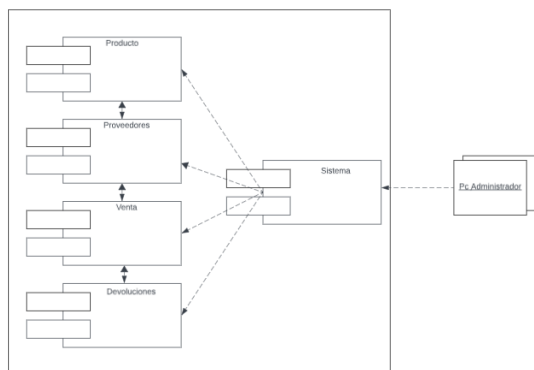 Producto
Proveedores
Sistema
Pc Administrador
Venta
Devoluciones